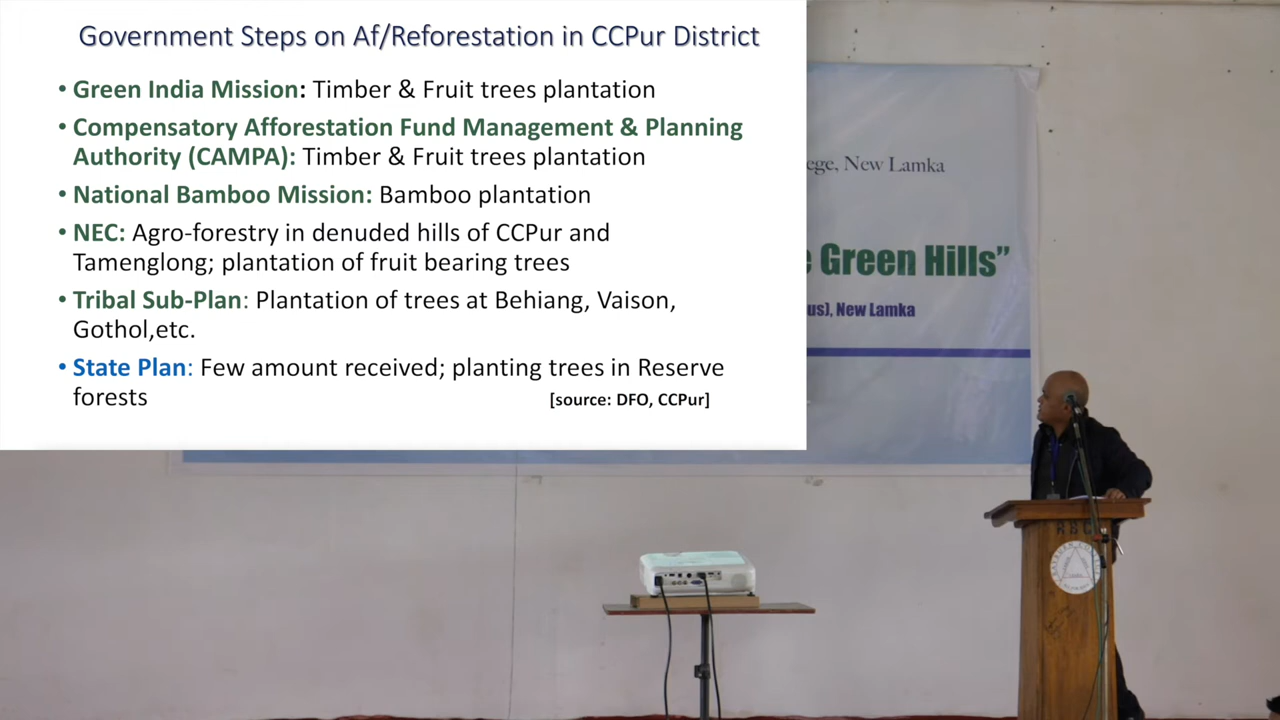 Government Steps on Af/Reforestation in CCPur District
• Green India Mission: Timber & Fruit trees plantation
• Compensatory Afforestation Fund Management & Planning
Authority (CAMPA): Timber & Fruit trees plantation
• National Bamboo Mission: Bamboo plantation
• NEC: Agro-forestry in denuded hills of CCPur and
Tamenglong; plantation of fruit bearing trees
• Tribal Sub-Plan: Plantation of trees at Behiang, Vaison,
Gothol,etc.
• State Plan: Few amount received; planting trees in Reserve
forests
[source: DFO, CCPur]
ege, New Lamka
Green Hills”
us), New Lamka
RBC